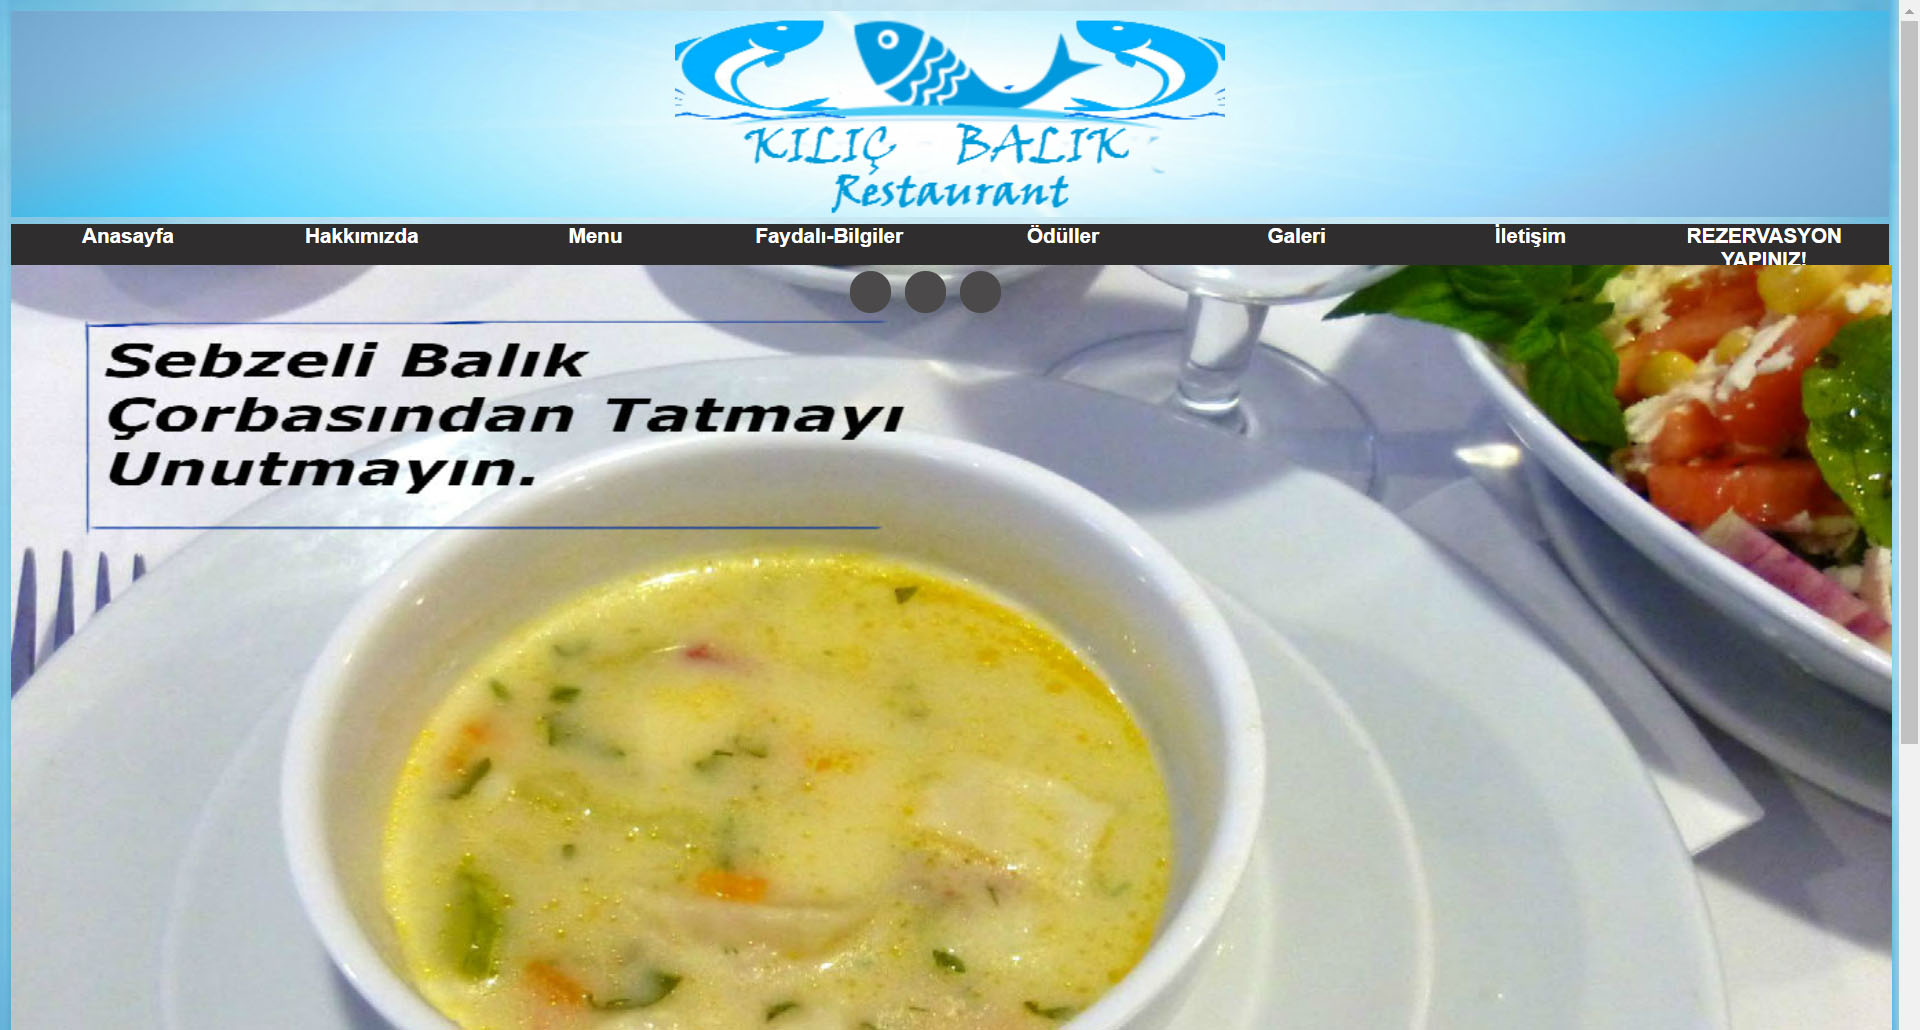 KILIÇ BALIK
Restaurant
Anasayfa Hakkımızda Menu Faydalı-Bilgiler Ödüller Galeri İletişim REZERVASYON
YAPINIZ!
Sebzeli Balık
Çorbasından Tatmayı
Unutmayın.